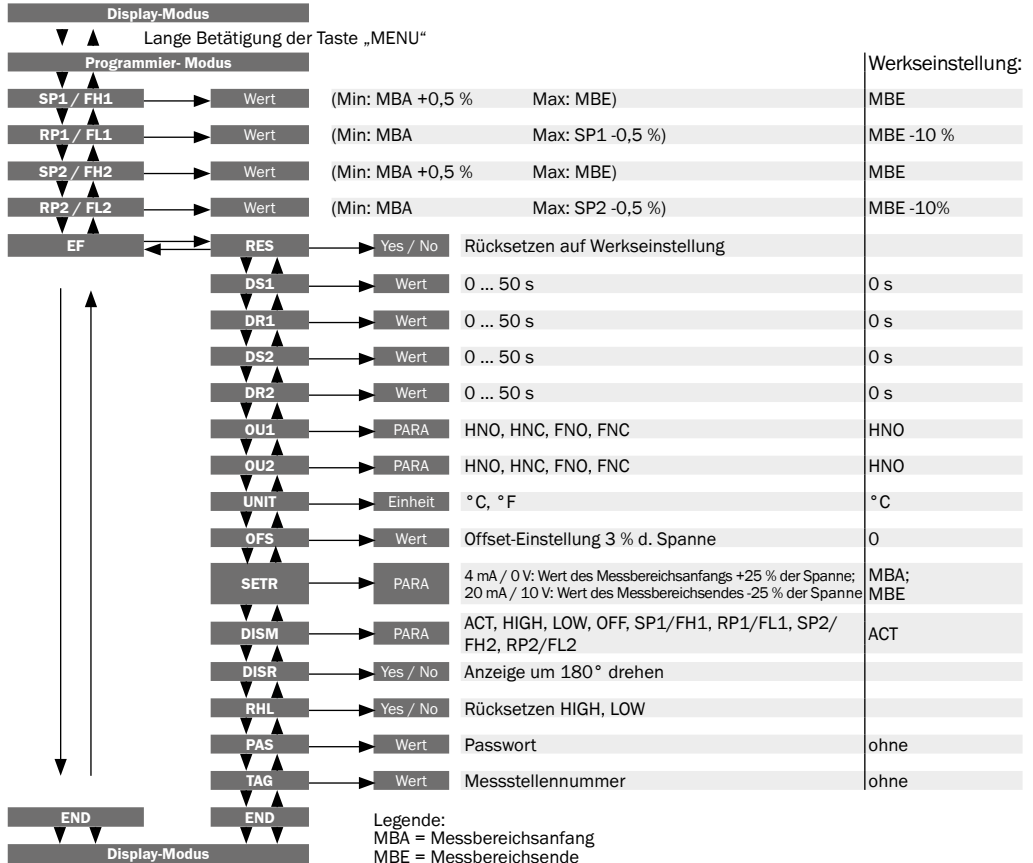 Display-Modus
Lange Betätigung der Taste „MENU“
Programmier- Modus
Werkseinstellung:
SP1 / FH1 Wert (Min: MBA +0,5 % Max: MBE) MBE
RP1 / FL1 Wert (Min: MBA Max: SP1 -0,5 %) MBE -10 %
SP2 / FH2 Wert (Min: MBA +0,5 % Max: MBE) MBE
RP2 / FL2 Wert (Min: MBA Max: SP2 -0,5 %) MBE -10%
EF RES Yes / No Rücksetzen auf Werkseinstellung
DS1 Wert 0 ... 50 s 0 s
DR1 Wert 0 ... 50 s 0 s
DS2 Wert 0 ... 50 s 0 s
DR2 Wert 0 ... 50 s 0 s
OU1 PARA HNO, HNC, FNO, FNC HNO
OU2 PARA HNO, HNC, FNO, FNC HNO
UNIT Einheit °C, °F °C
OFS Wert Offset-Einstellung 3 % d. Spanne 0
SETR PARA 4 mA / 0 V: Wert des Messbereichsanfangs +25 % der Spanne; MBA;
20 mA / 10 V: Wert des Messbereichsendes -25 % der Spanne MBE
DISM PARA ACT, HIGH, LOW, OFF, SP1/FH1, RP1/FL1, SP2/ ACT
FH2, RP2/FL2
DISR Yes / No Anzeige um 180° drehen
RHL Yes / No Rücksetzen HIGH, LOW
PAS Wert Passwort ohne
TAG Wert Messstellennummer ohne
END END
Display-Modus
Legende:
MBA = Messbereichsanfang
MBE = Messbereichsende